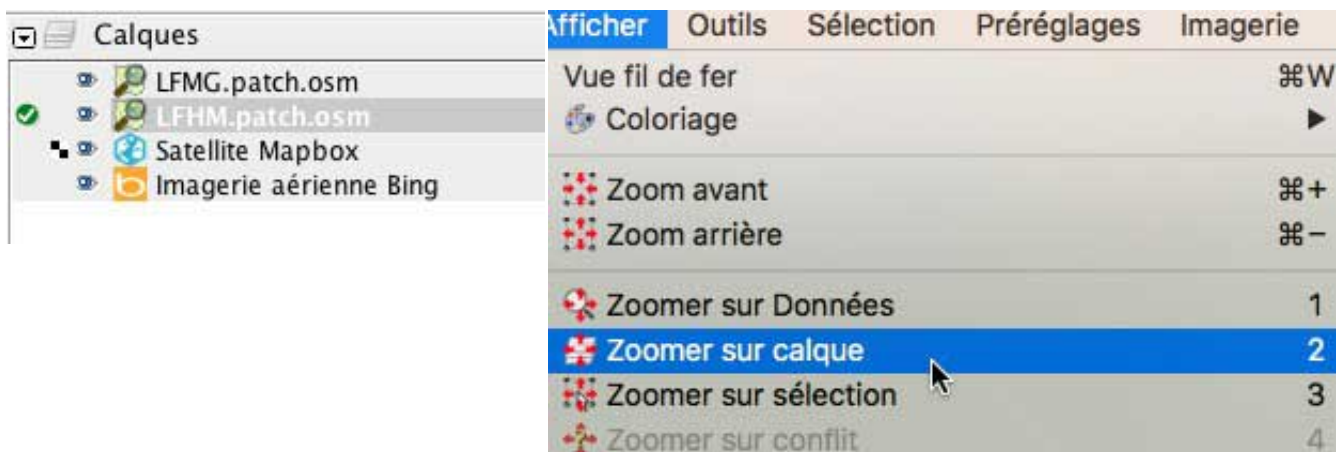 Calques
LFMG.patch.osm
LFHM.patch.osm
Satellite Mapbox
Imagerie aérienne Bing
Afficher Outils Sélection Préréglages Imagerie
Vue fil de fer ⌘W
Coloriage ▶
Zoom avant ⌘+
Zoom arrière ⌘−
Zoomer sur Données 1
Zoomer sur calque 2
Zoomer sur sélection 3
Zoomer sur conflit 4